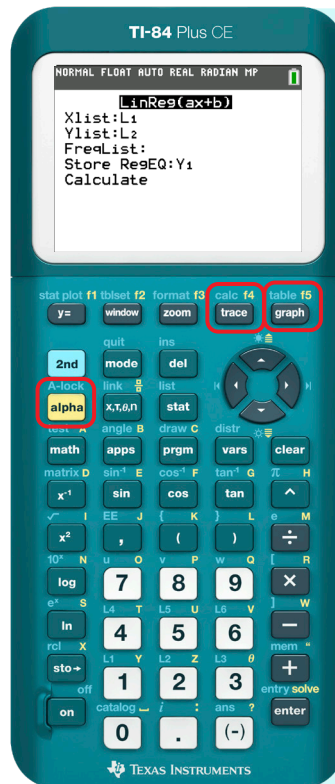 TI-84 Plus CE
NORMAL FLOAT AUTO REAL RADIAN MP
LinReg(ax+b)
Xlist:L₁
Ylist:L₂
FreqList:
Store RegEQ:Y₁
Calculate
stat plot f1 tblset f2 format f3 calc f4 table f5
y= window zoom trace graph
quit ins
2nd mode del
A-lock link list
alpha X,T,θ,n stat
test A angle B draw C distr
math apps prgm vars clear
matrix D sin⁻¹ E cos⁻¹ F tan⁻¹ G π H
x⁻¹ sin cos tan ^
√ I EE J { K } L e M
x² , ( ) ÷
10ˣ N u O v P w Q [ R
log 7 8 9 ×
eˣ S L4 T L5 U L6 V ] W
ln 4 5 6 −
rcl X L1 Y L2 Z L3 θ mem "
sto→ 1 2 3 +
off catalog i : ans ? entry solve
on 0 . (-) enter
TEXAS INSTRUMENTS